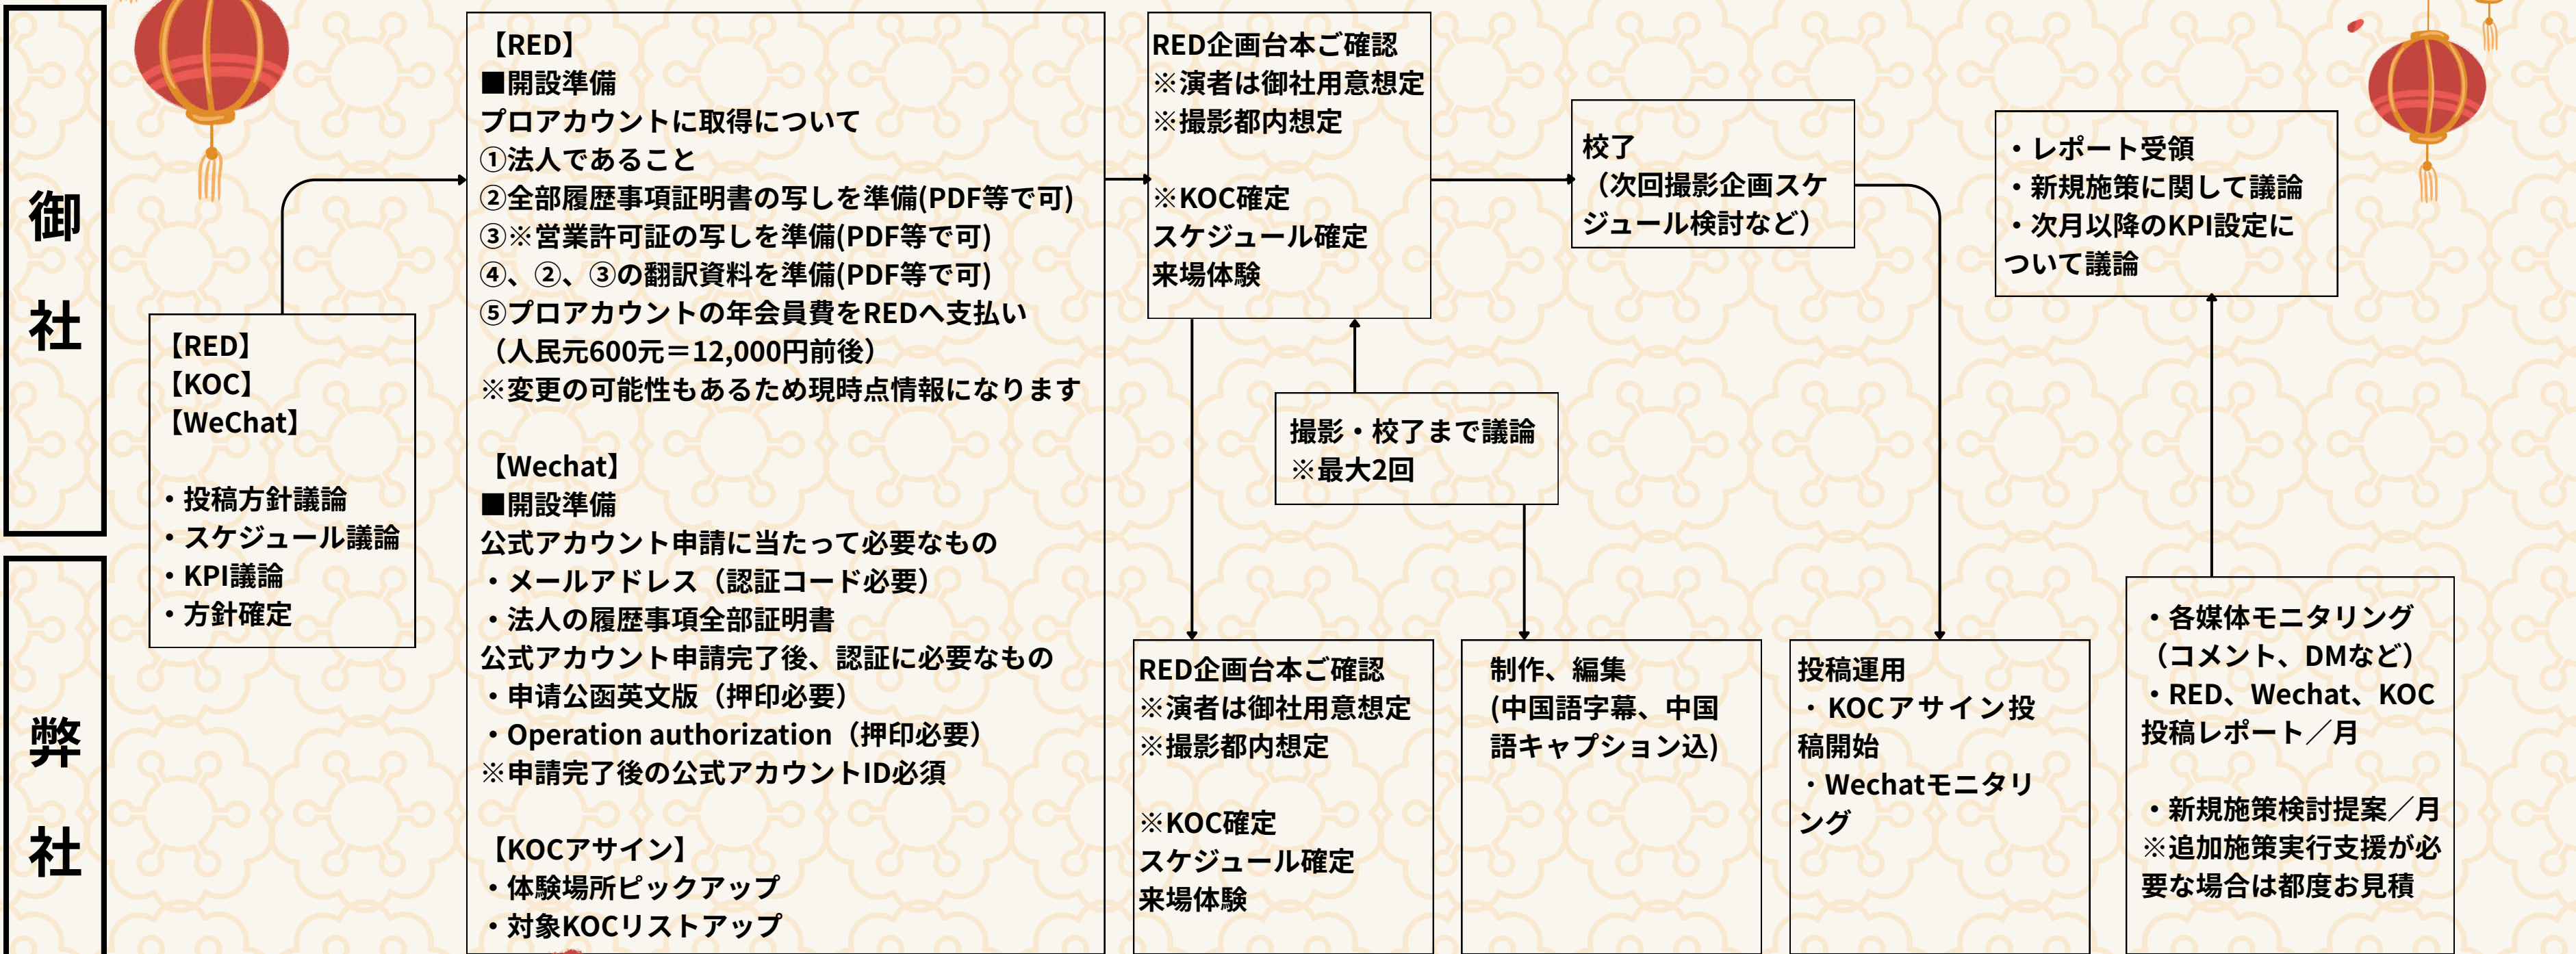 御
社
弊
社
【RED】
【KOC】
【WeChat】
・投稿方針議論
・スケジュール議論
・KPI議論
・方針確定
【RED】
■開設準備
プロアカウントに取得について
①法人であること
②全部履歴事項証明書の写しを準備(PDF等で可)
③※営業許可証の写しを準備(PDF等で可)
④、②、③の翻訳資料を準備(PDF等で可)
⑤プロアカウントの年会員費をREDへ支払い
（人民元600元＝12,000円前後）
※変更の可能性もあるため現時点情報になります
【Wechat】
■開設準備
公式アカウント申請に当たって必要なもの
・メールアドレス（認証コード必要）
・法人の履歴事項全部証明書
公式アカウント申請完了後、認証に必要なもの
・申请公函英文版（押印必要）
・Operation authorization（押印必要）
※申請完了後の公式アカウントID必須
【KOCアサイン】
・体験場所ピックアップ
・対象KOCリストアップ
RED企画台本ご確認
※演者は御社用意想定
※撮影都内想定
※KOC確定
スケジュール確定
来場体験
撮影・校了まで議論
※最大2回
RED企画台本ご確認
※演者は御社用意想定
※撮影都内想定
※KOC確定
スケジュール確定
来場体験
制作、編集
(中国語字幕、中国
語キャプション込)
校了
（次回撮影企画スケ
ジュール検討など）
投稿運用
・KOCアサイン投
稿開始
・Wechatモニタリ
ング
・各媒体モニタリング
（コメント、DMなど）
・RED、Wechat、KOC
投稿レポート／月
・新規施策検討提案／月
※追加施策実行支援が必
要な場合は都度お見積
・レポート受領
・新規施策に関して議論
・次月以降のKPI設定に
ついて議論